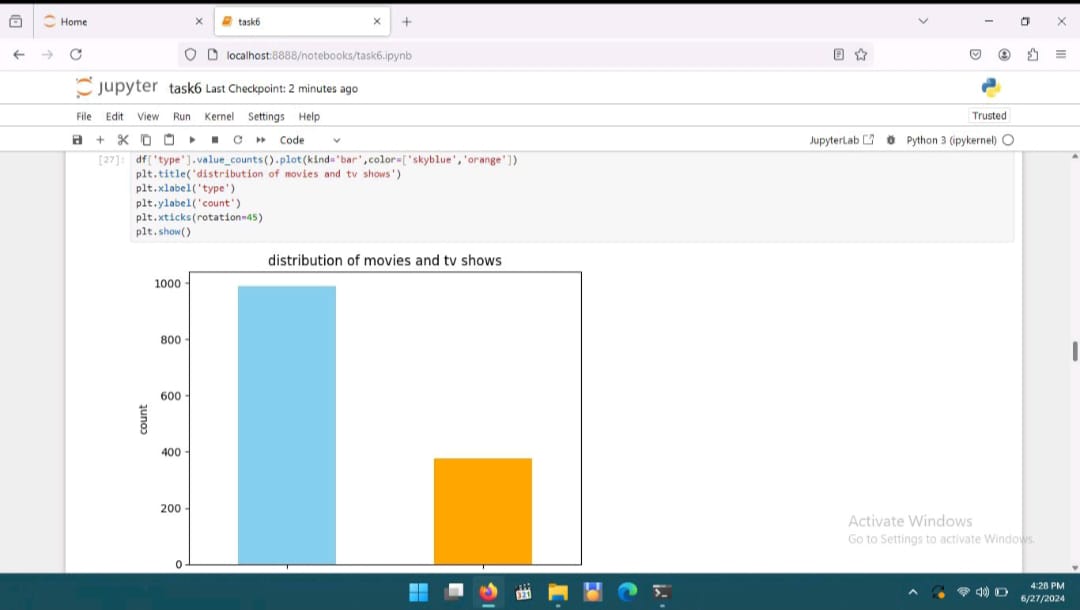 Home
task6
localhost:8888/notebooks/task6.ipynb
jupyter task6 Last Checkpoint: 2 minutes ago
File Edit View Run Kernel Settings Help
Trusted
Code
JupyterLab
Python 3 (ipykernel)
[27]: df['type'].value_counts().plot(kind='bar',color=['skyblue','orange'])
plt.title('distribution of movies and tv shows')
plt.xlabel('type')
plt.ylabel('count')
plt.xticks(rotation=45)
plt.show()
distribution of movies and tv shows
1000
800
600
count
400
200
0
Activate Windows
Go to Settings to activate Windows.
4:28 PM
6/27/2024